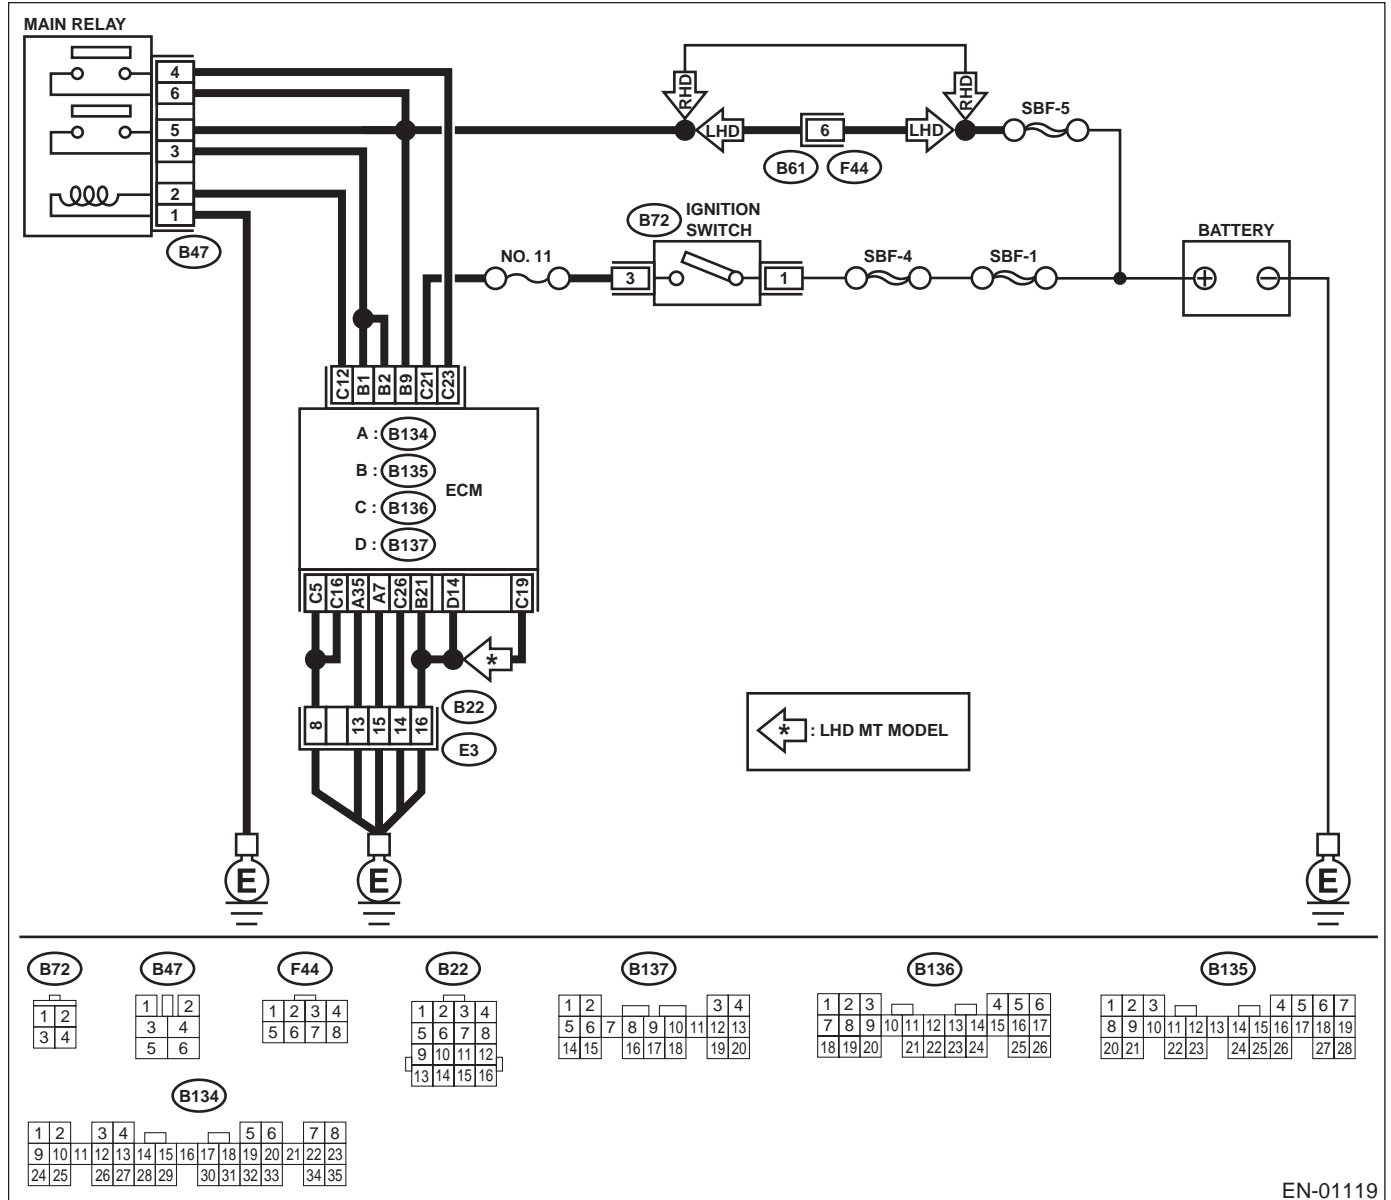 MAIN RELAY
4
6
5
3
2
1
B47
RHD
RHD
LHD
6
LHD
SBF-5
B61
F44
B72
IGNITION
SWITCH
NO. 11
3
1
SBF-4
SBF-1
BATTERY
+
−
C12
B1
B2
B9
C21
C23
A : B134
B : B135
C : B136
D : B137
ECM
C5
C16
A35
A7
C26
B21
D14
C19
*
8
13
15
14
16
B22
E3
* : LHD MT MODEL
E
E
E
B72
B47
F44
B22
B137
B136
B135
1 2
3 4
1 2
3 4
5 6
1 2 3 4
5 6 7 8
1 2 3 4
5 6 7 8
9 10 11 12
13 14 15 16
1 2 3 4
5 6 7 8 9 10 11 12 13
14 15 16 17 18 19 20
1 2 3 4 5 6
7 8 9 10 11 12 13 14 15 16 17
18 19 20 21 22 23 24 25 26
1 2 3 4 5 6 7
8 9 10 11 12 13 14 15 16 17 18 19
20 21 22 23 24 25 26 27 28
B134
1 2 3 4 5 6 7 8
9 10 11 12 13 14 15 16 17 18 19 20 21 22 23
24 25 26 27 28 29 30 31 32 33 34 35
EN-01119